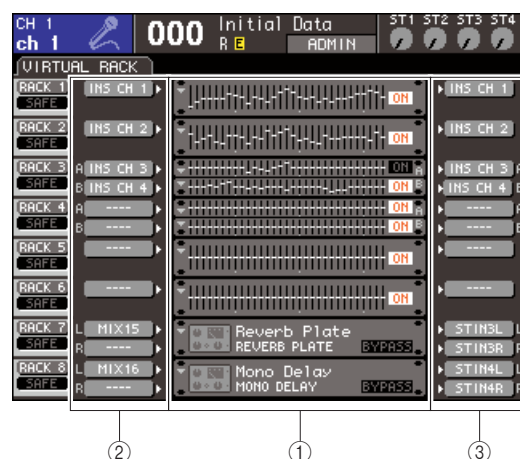 CH 1
ch 1
000
Initial Data
R E
ADMIN
ST1 ST2 ST3 ST4
VIRTUAL RACK
RACK 1 INS CH 1 ON INS CH 1
SAFE
RACK 2 INS CH 2 ON INS CH 2
SAFE
RACK 3 A INS CH 3 ON A INS CH 3 A
SAFE B INS CH 4 ON B INS CH 4 B
RACK 4 A ---- ON A ----
SAFE B ---- ON B ----
RACK 5 ---- ON ----
SAFE
RACK 6 ---- ON ----
SAFE
RACK 7 L MIX15 Reverb Plate STIN3L L
SAFE R ---- REVERB PLATE BYPASS STIN3R R
RACK 8 L MIX16 Mono Delay STIN4L L
SAFE R ---- MONO DELAY BYPASS STIN4R R
② ① ③